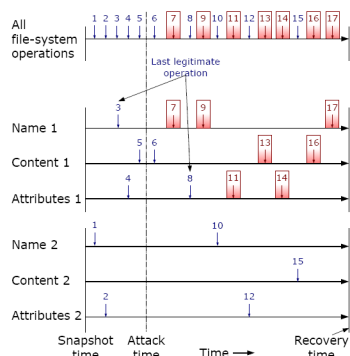 All 1 2 3 4 5 6 7 8 9 10 11 12 13 14 15 16 17
file-system
operations
Last legitimate
operation
3 7 9 17
Name 1
5 6 13 16
Content 1
4 8 11 14
Attributes 1
1 10
Name 2
15
Content 2
2 12
Attributes 2
Snapshot Attack Recovery
time time Time time